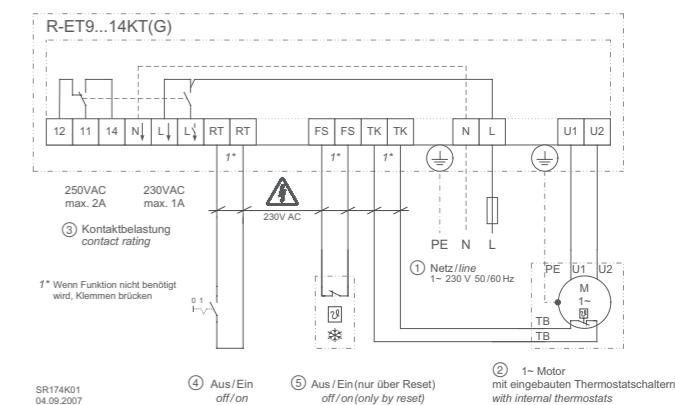 R-ET9...14KT(G)
12 11 14 N L L RT RT FS FS TK TK N L U1 U2
1* 1* 1*
250VAC 230VAC
max. 2A max. 1A
230V AC
3 Kontaktbelastung
contact rating
PE N L
1 Netz/line
1~ 230 V 50/60Hz
PE U1 U2
M
1~
ϑ
TB
TB
1* Wenn Funktion nicht benötigt
wird, Klemmen brücken
0 1
ϑ
4 Aus/Ein
off/on
5 Aus/Ein(nur über Reset)
off/on(only by reset)
2 1~ Motor
mit eingebauten Thermostatschaltern
with internal thermostats
SR174K01
04.09.2007